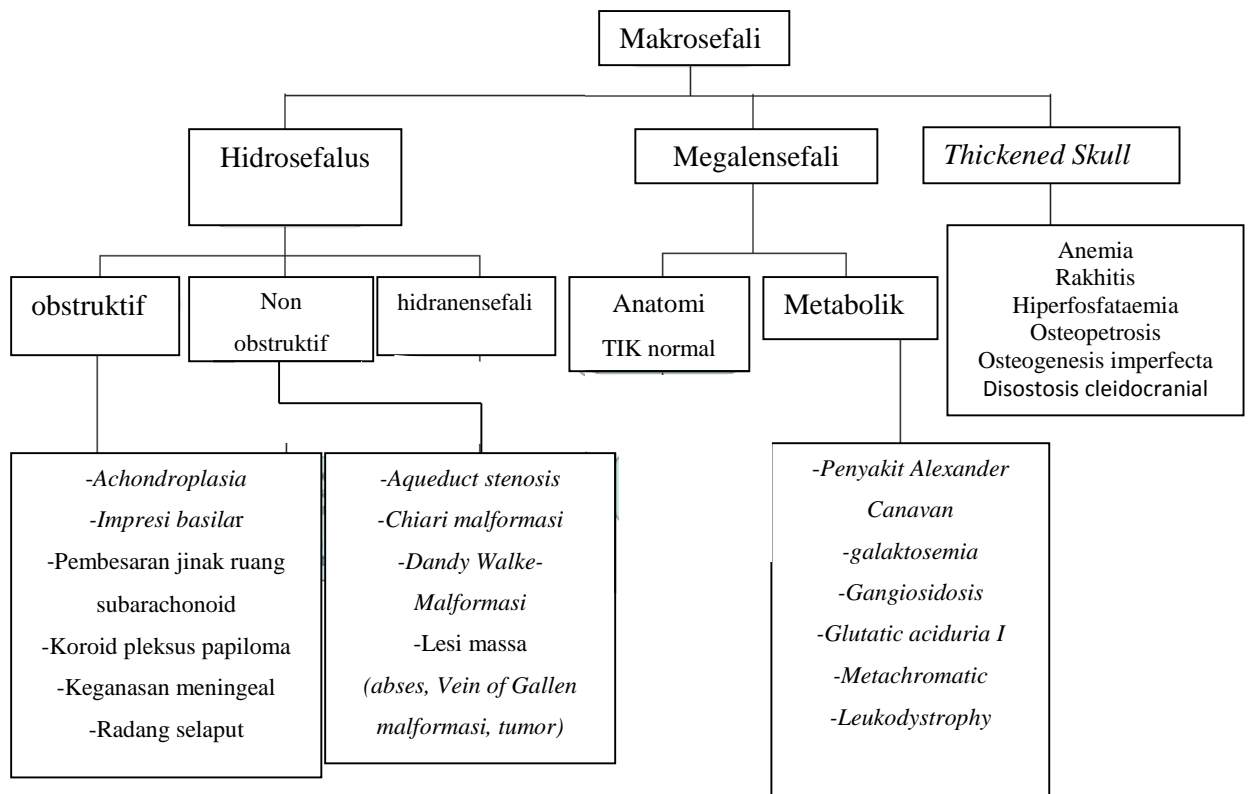 Makrosefali
Hidrosefalus
Megalensefali
Thickened Skull
obstruktif
Non
obstruktif
hidranensefali
Anatomi
TIK normal
Metabolik
Anemia
Rakhitis
Hiperfosfataemia
Osteopetrosis
Osteogenesis imperfecta
Disostosis cleidocranial
-Achondroplasia
-Impresi basilar
-Pembesaran jinak ruang
subarachonoid
-Koroid pleksus papiloma
-Keganasan meningeal
-Radang selaput
-Aqueduct stenosis
-Chiari malformasi
-Dandy Walke-
Malformasi
-Lesi massa
(abses, Vein of Gallen
malformasi, tumor)
-Penyakit Alexander
Canavan
-galaktosemia
-Gangiosidosis
-Glutatic aciduria I
-Metachromatic
-Leukodystrophy